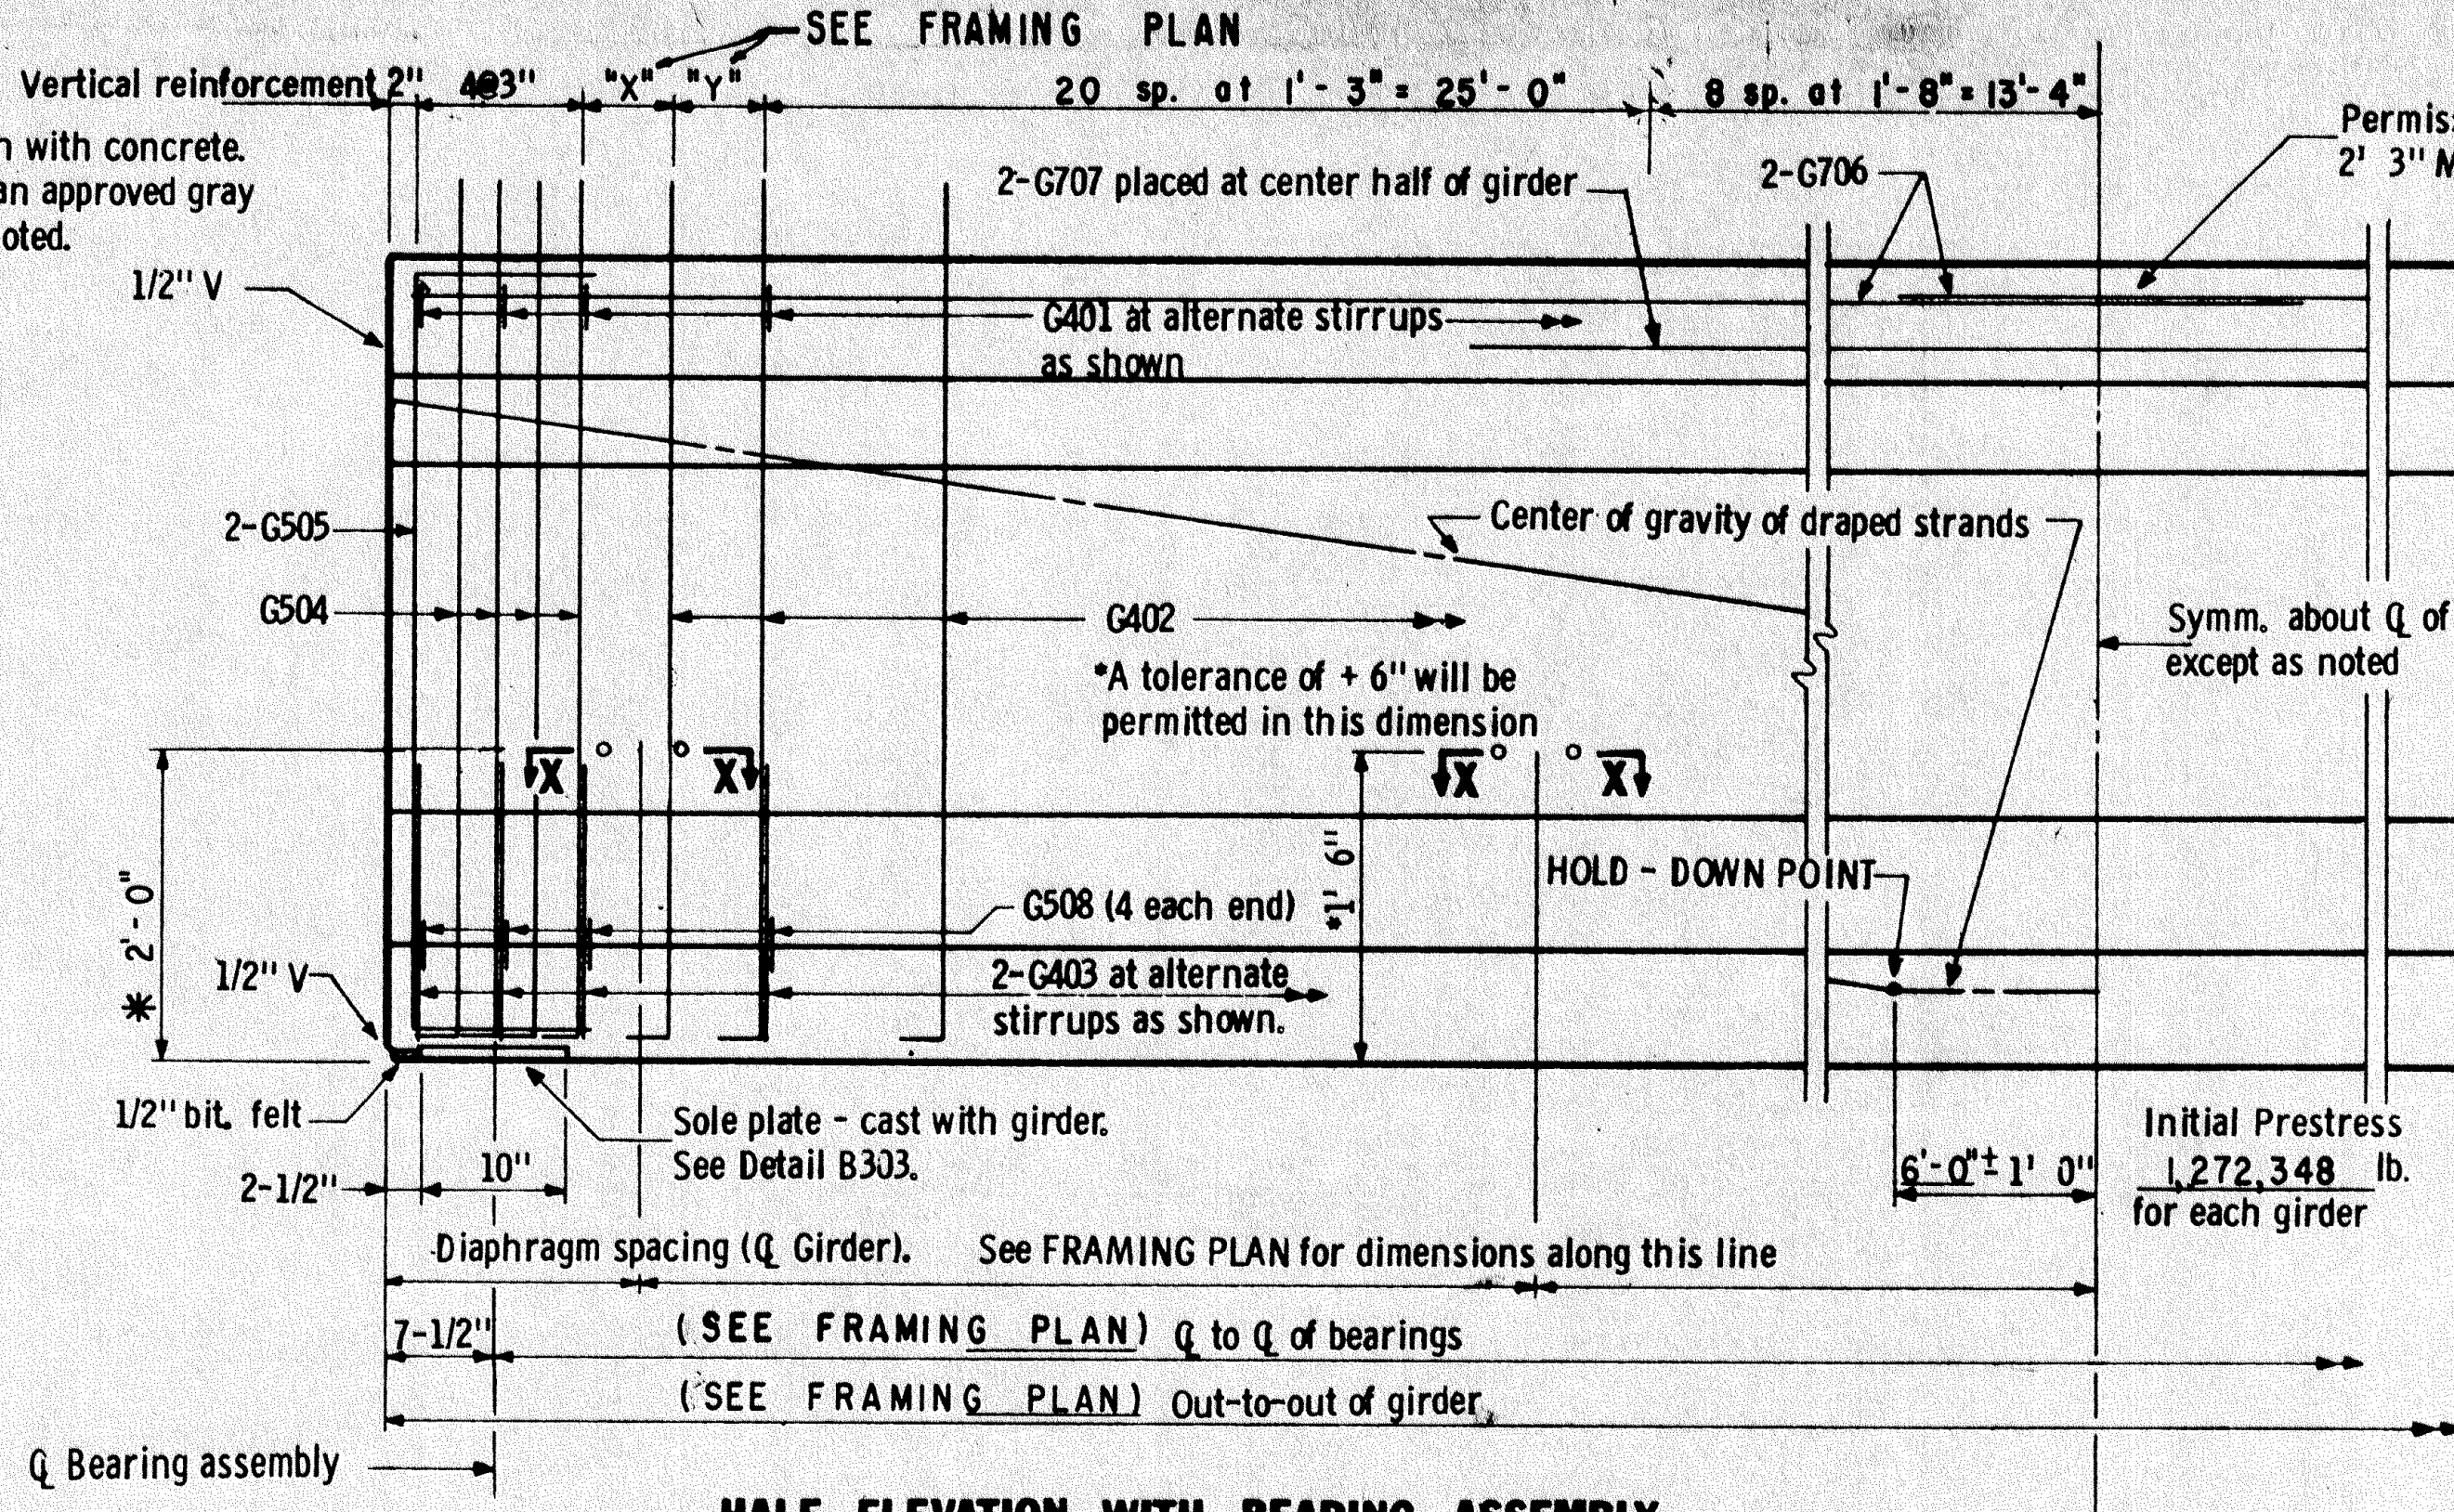 SEE FRAMING PLAN
Vertical reinforcement 2" 4@3" "X" "Y" 20 sp. at 1'-3" = 25'-0" 8 sp. at 1'-8" = 13'-4"
with concrete.
an approved gray
oted.
2' 3"
2-G707 placed at center half of girder
2-G706
1/2" V
G401 at alternate stirrups
as shown
2-G505
Center of gravity of draped strands
G504
G402
Symm. about ℄ of
except as noted
*A tolerance of + 6" will be
permitted in this dimension
X X X X
* 2'-0"
*1' 6"
HOLD - DOWN POINT
G508 (4 each end)
1/2" V
2-G403 at alternate
stirrups as shown.
1/2" bit. felt
Sole plate - cast with girder.
See Detail B303.
2-1/2"
10"
6'-0"± 1' 0"
Initial Prestress
1,272,348 lb.
for each girder
Diaphragm spacing (℄ Girder). See FRAMING PLAN for dimensions along this line
7-1/2" (SEE FRAMING PLAN) ℄ to ℄ of bearings
(SEE FRAMING PLAN) Out-to-out of girder
℄ Bearing assembly
HALF ELEVATION WITH BEARING ASSEMBLY